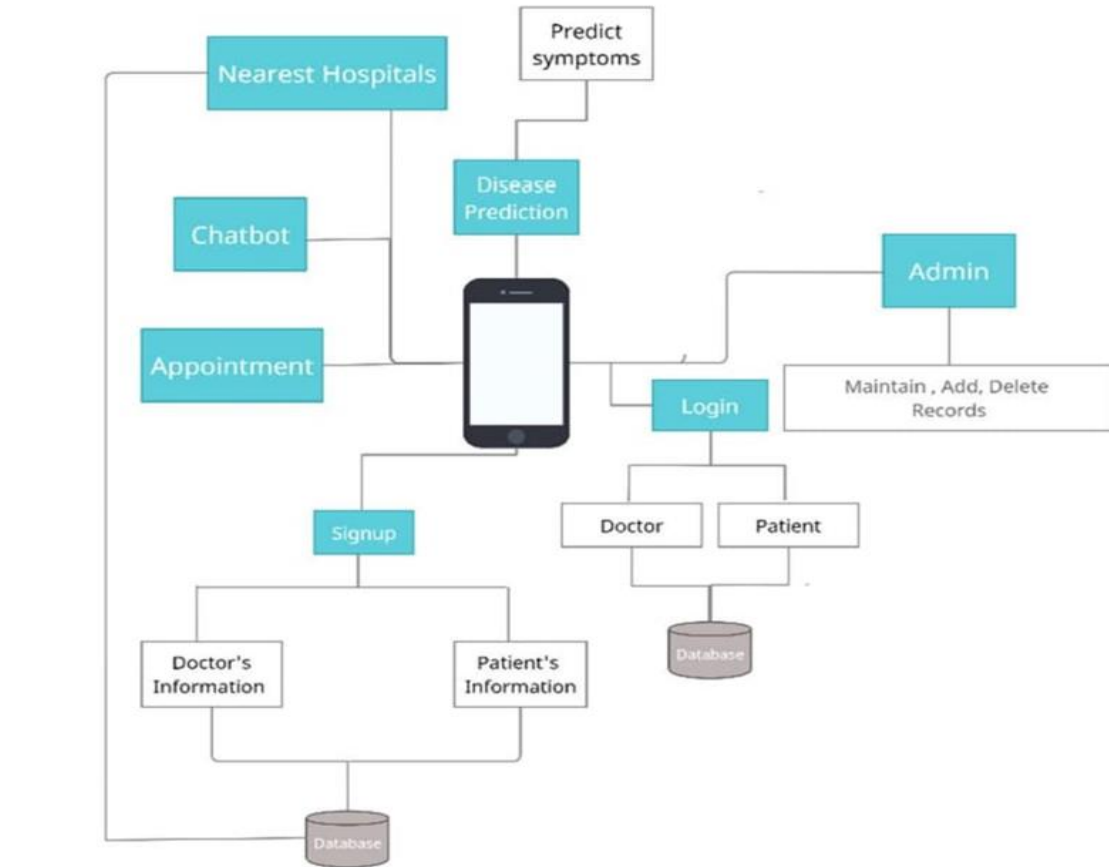 Predict
symptoms
Nearest Hospitals
Disease
Prediction
Chatbot
Admin
Appointment
Maintain , Add, Delete
Records
Login
Signup
Doctor
Patient
Doctor's
Information
Patient's
Information
Database
Database